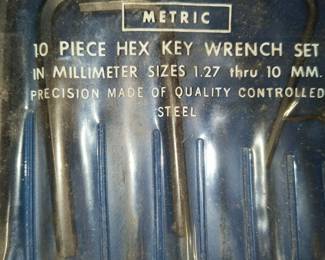 METRIC
10 PIECE HEX KEY WRENCH SET
IN MILLIMETER SIZES 1.27 thru 10 MM.
PRECISION MADE OF QUALITY CONTROLLED
STEEL